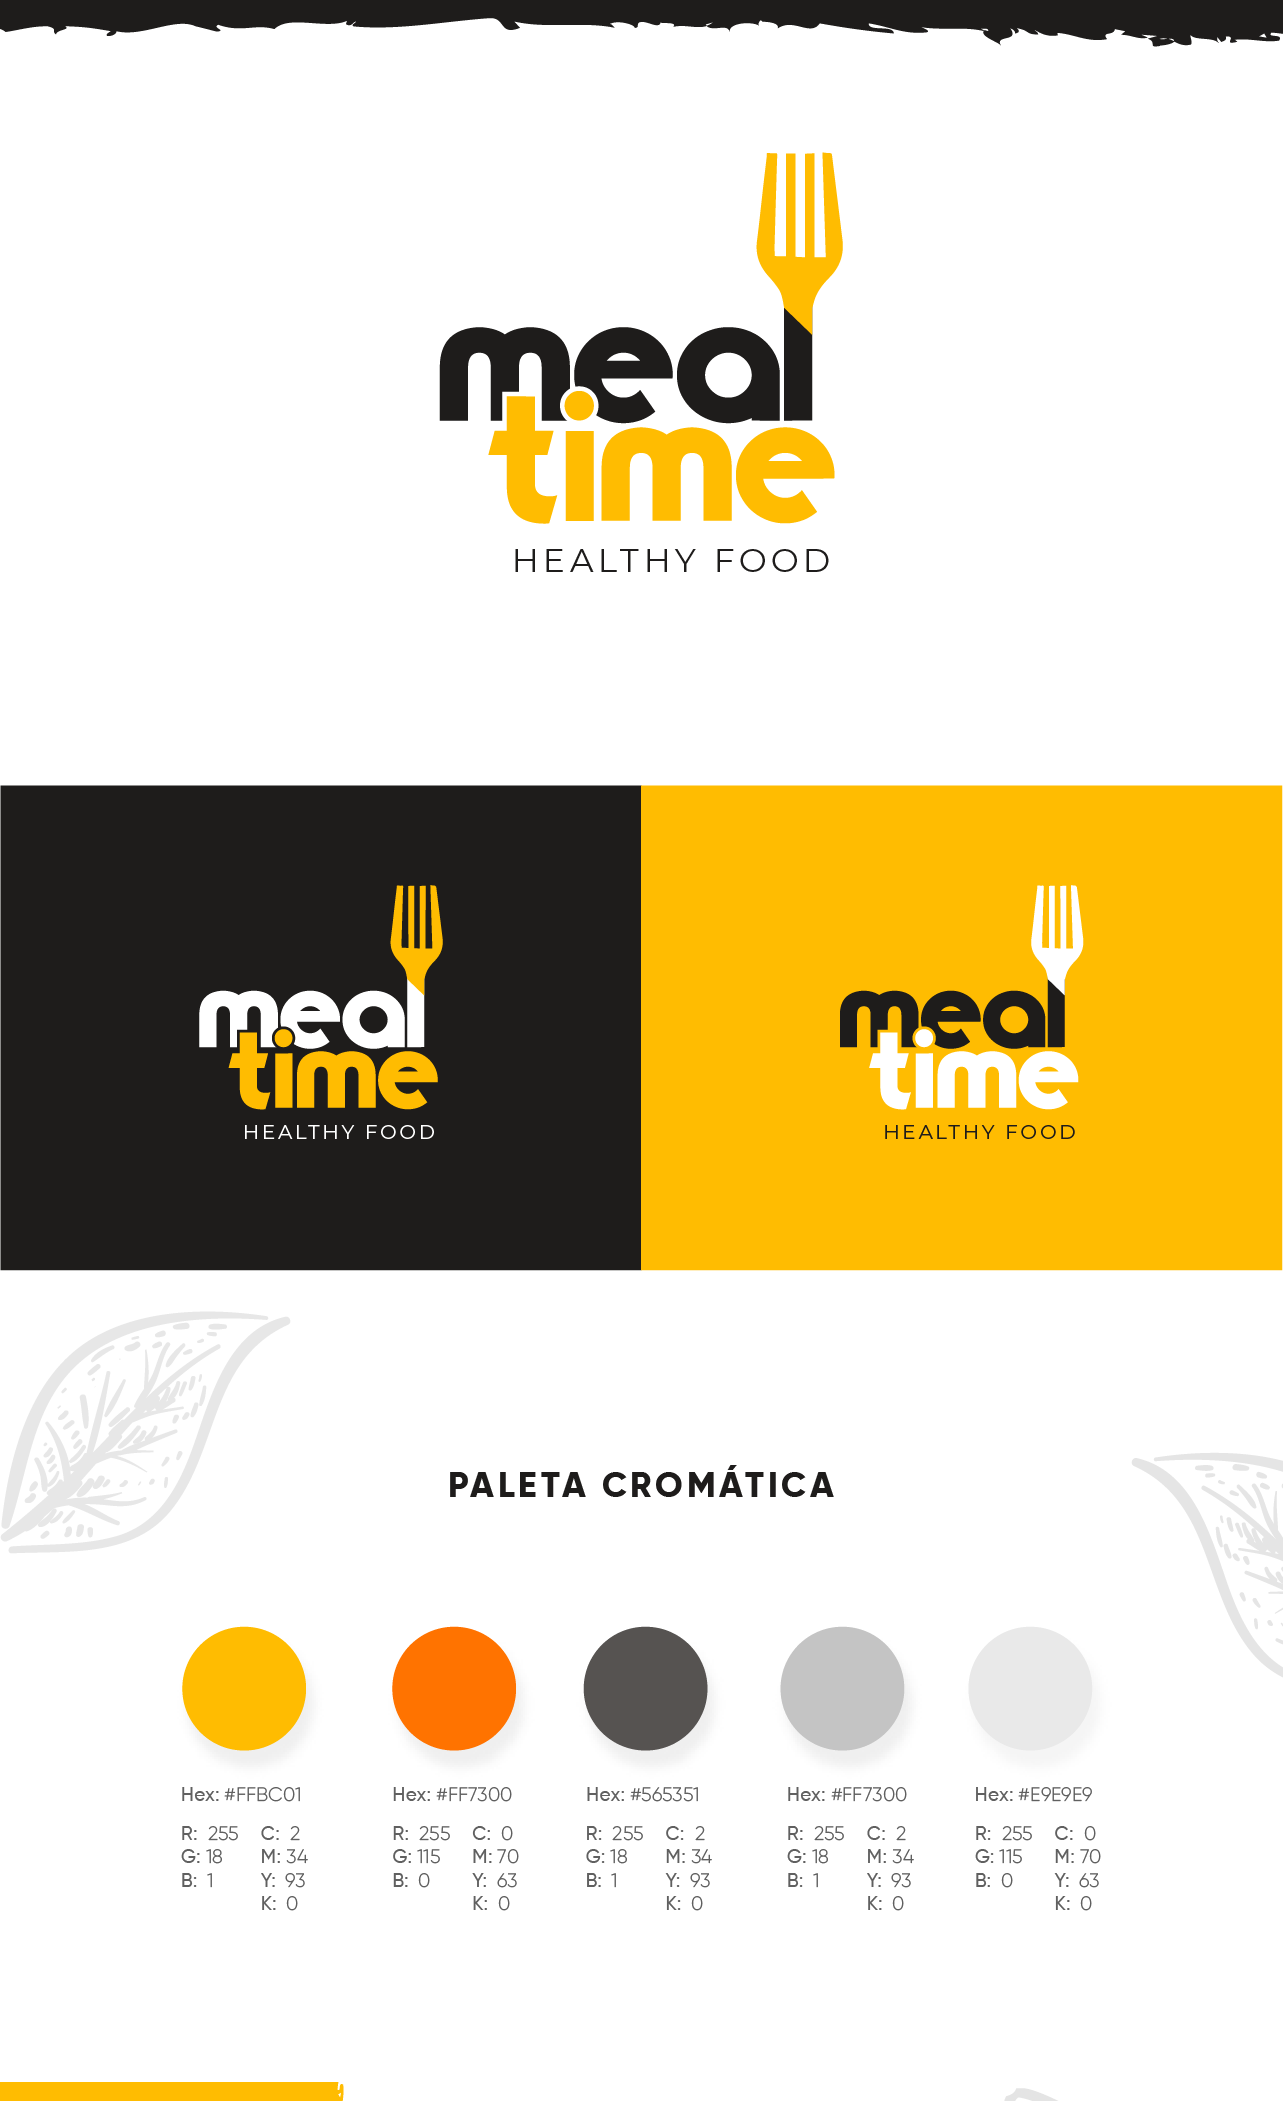 meal
time
HEALTHY FOOD
meal
time
HEALTHY FOOD
meal
time
HEALTHY FOOD
PALETA CROMÁTICA
Hex: #FFBC01
R: 255 C: 2
G: 18 M: 34
B: 1 Y: 93
K: 0
Hex: #FF7300
R: 255 C: 0
G: 115 M: 70
B: 0 Y: 63
K: 0
Hex: #565351
R: 255 C: 2
G: 18 M: 34
B: 1 Y: 93
K: 0
Hex: #FF7300
R: 255 C: 2
G: 18 M: 34
B: 1 Y: 93
K: 0
Hex: #E9E9E9
R: 255 C: 0
G: 115 M: 70
B: 0 Y: 63
K: 0